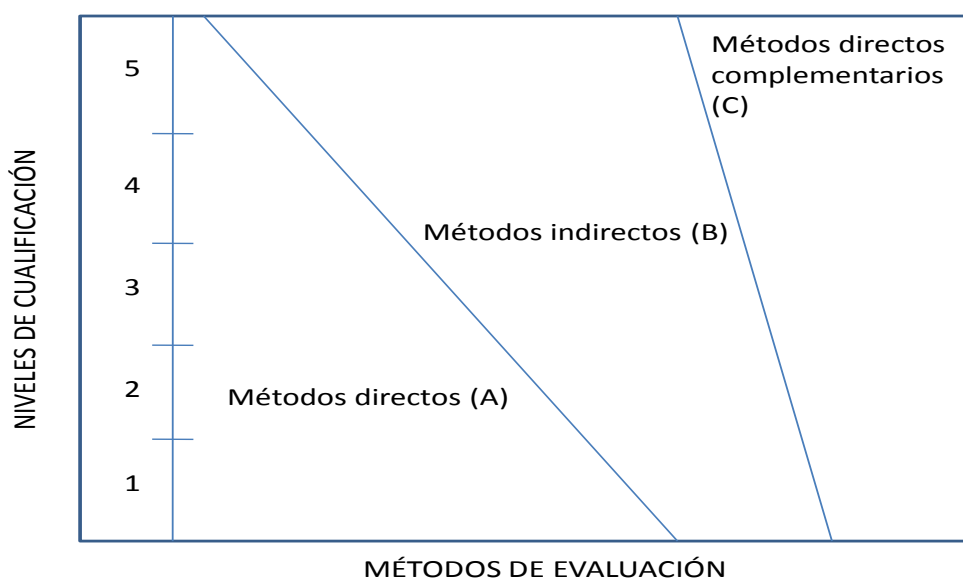 NIVELES DE CUALIFICACIÓN
5
4
3
2
1
Métodos directos
complementarios
(C)
Métodos indirectos (B)
Métodos directos (A)
MÉTODOS DE EVALUACIÓN